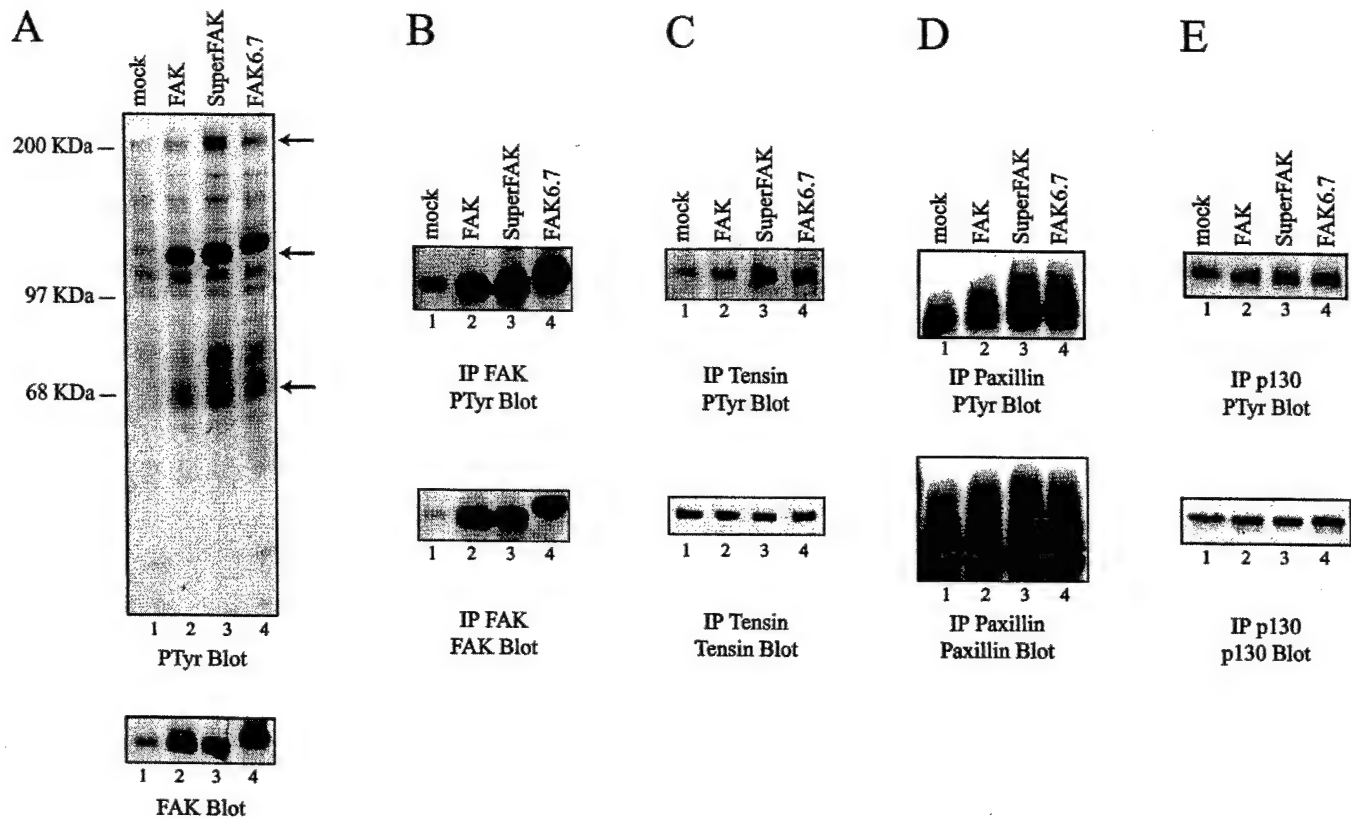 A
mock
FAK
SuperFAK
FAK6.7
200 KDa
97 KDa
68 KDa
1 2 3 4
PTyr Blot
1 2 3 4
FAK Blot
B
mock
FAK
SuperFAK
FAK6.7
1 2 3 4
IP FAK
PTyr Blot
1 2 3 4
IP FAK
FAK Blot
C
mock
FAK
SuperFAK
FAK6.7
1 2 3 4
IP Tensin
PTyr Blot
1 2 3 4
IP Tensin
Tensin Blot
D
mock
FAK
SuperFAK
FAK6.7
1 2 3 4
IP Paxillin
PTyr Blot
1 2 3 4
IP Paxillin
Paxillin Blot
E
mock
FAK
SuperFAK
FAK6.7
1 2 3 4
IP p130
PTyr Blot
1 2 3 4
IP p130
p130 Blot